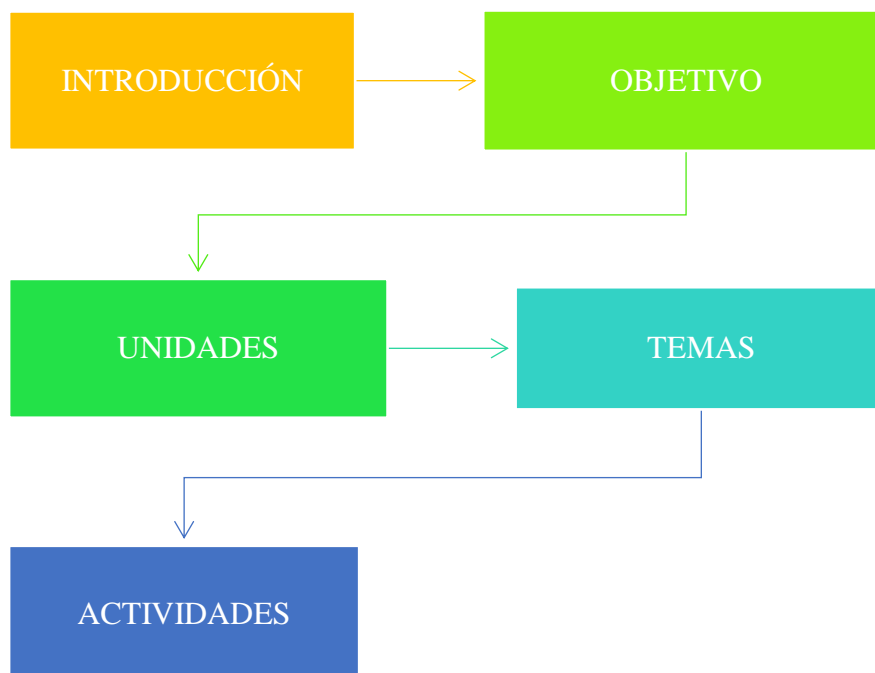 INTRODUCCIÓN
OBJETIVO
UNIDADES
TEMAS
ACTIVIDADES